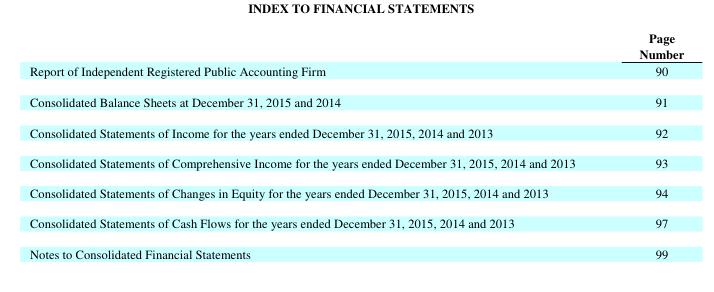 INDEX TO FINANCIAL STATEMENTS
Page
Number
Report of Independent Registered Public Accounting Firm 90
Consolidated Balance Sheets at December 31, 2015 and 2014 91
Consolidated Statements of Income for the years ended December 31, 2015, 2014 and 2013 92
Consolidated Statements of Comprehensive Income for the years ended December 31, 2015, 2014 and 2013 93
Consolidated Statements of Changes in Equity for the years ended December 31, 2015, 2014 and 2013 94
Consolidated Statements of Cash Flows for the years ended December 31, 2015, 2014 and 2013 97
Notes to Consolidated Financial Statements 99